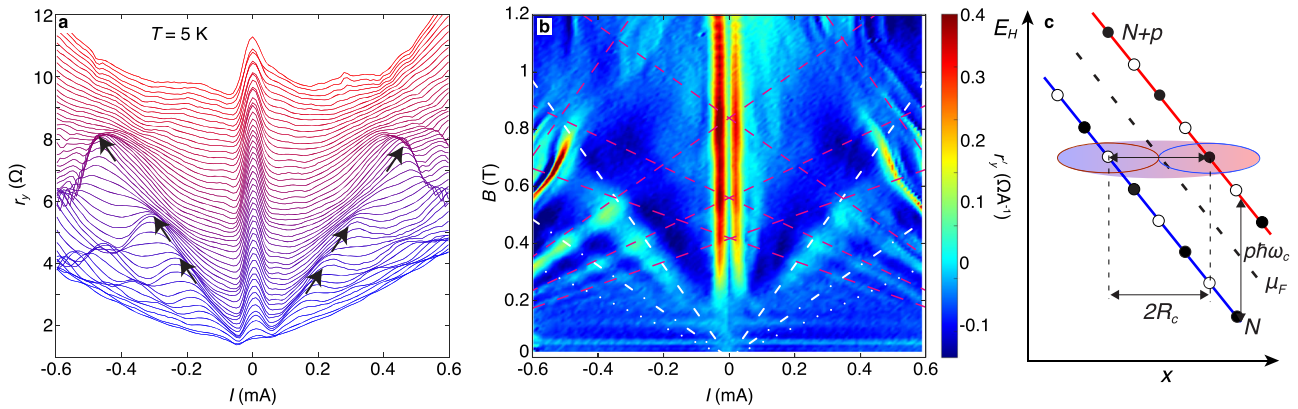 a
T = 5 K
12
10
8
6
4
2
r_y (Ω)
-0.6
-0.4
-0.2
0
0.2
0.4
0.6
I (mA)
b
1.2
1
0.8
0.6
0.4
0.2
0
B (T)
-0.6
-0.4
-0.2
0
0.2
0.4
0.6
I (mA)
0.4
0.3
0.2
0.1
0
-0.1
r'_y (ΩA⁻¹)
c
E_H
N+p
pħω_c
μ_F
2R_c
N
x